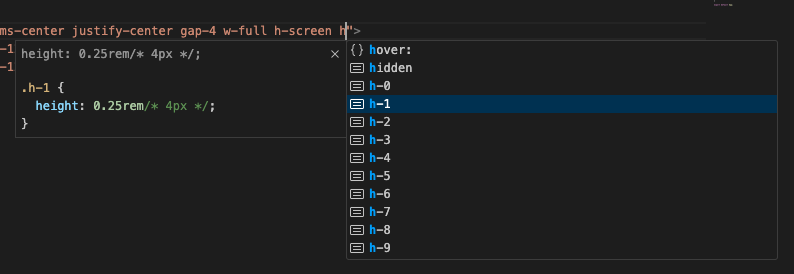 ms-center justify-center gap-4 w-full h-screen h">
-1
-1
height: 0.25rem/* 4px */;
.h-1 {
height: 0.25rem/* 4px */;
}
{} hover:
hidden
h-0
h-1
h-2
h-3
h-4
h-5
h-6
h-7
h-8
h-9